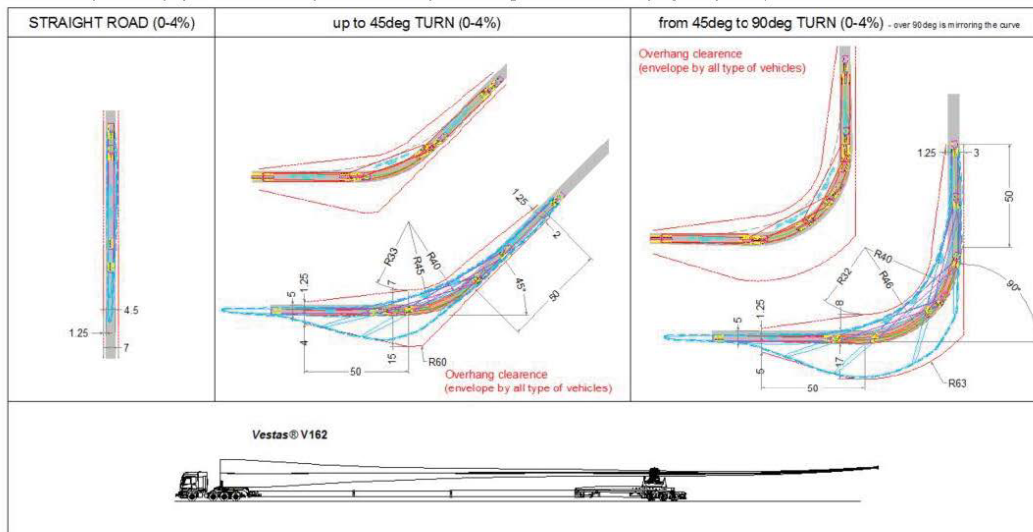 STRAIGHT ROAD (0-4%)
up to 45deg TURN (0-4%)
from 45deg to 90deg TURN (0-4%) - over 90deg is mirroring the curve
4.5
1.25
7
R33
R45
R40
1.25
2
50
45°
5
1.25
7
4
15
50
R60
Overhang clearence
(envelope by all type of vehicles)
Overhang clearence
(envelope by all type of vehicles)
1.25
3
50
R40
R32
R46
90°
1.25
8
5
5
17
50
R63
Vestas® V162